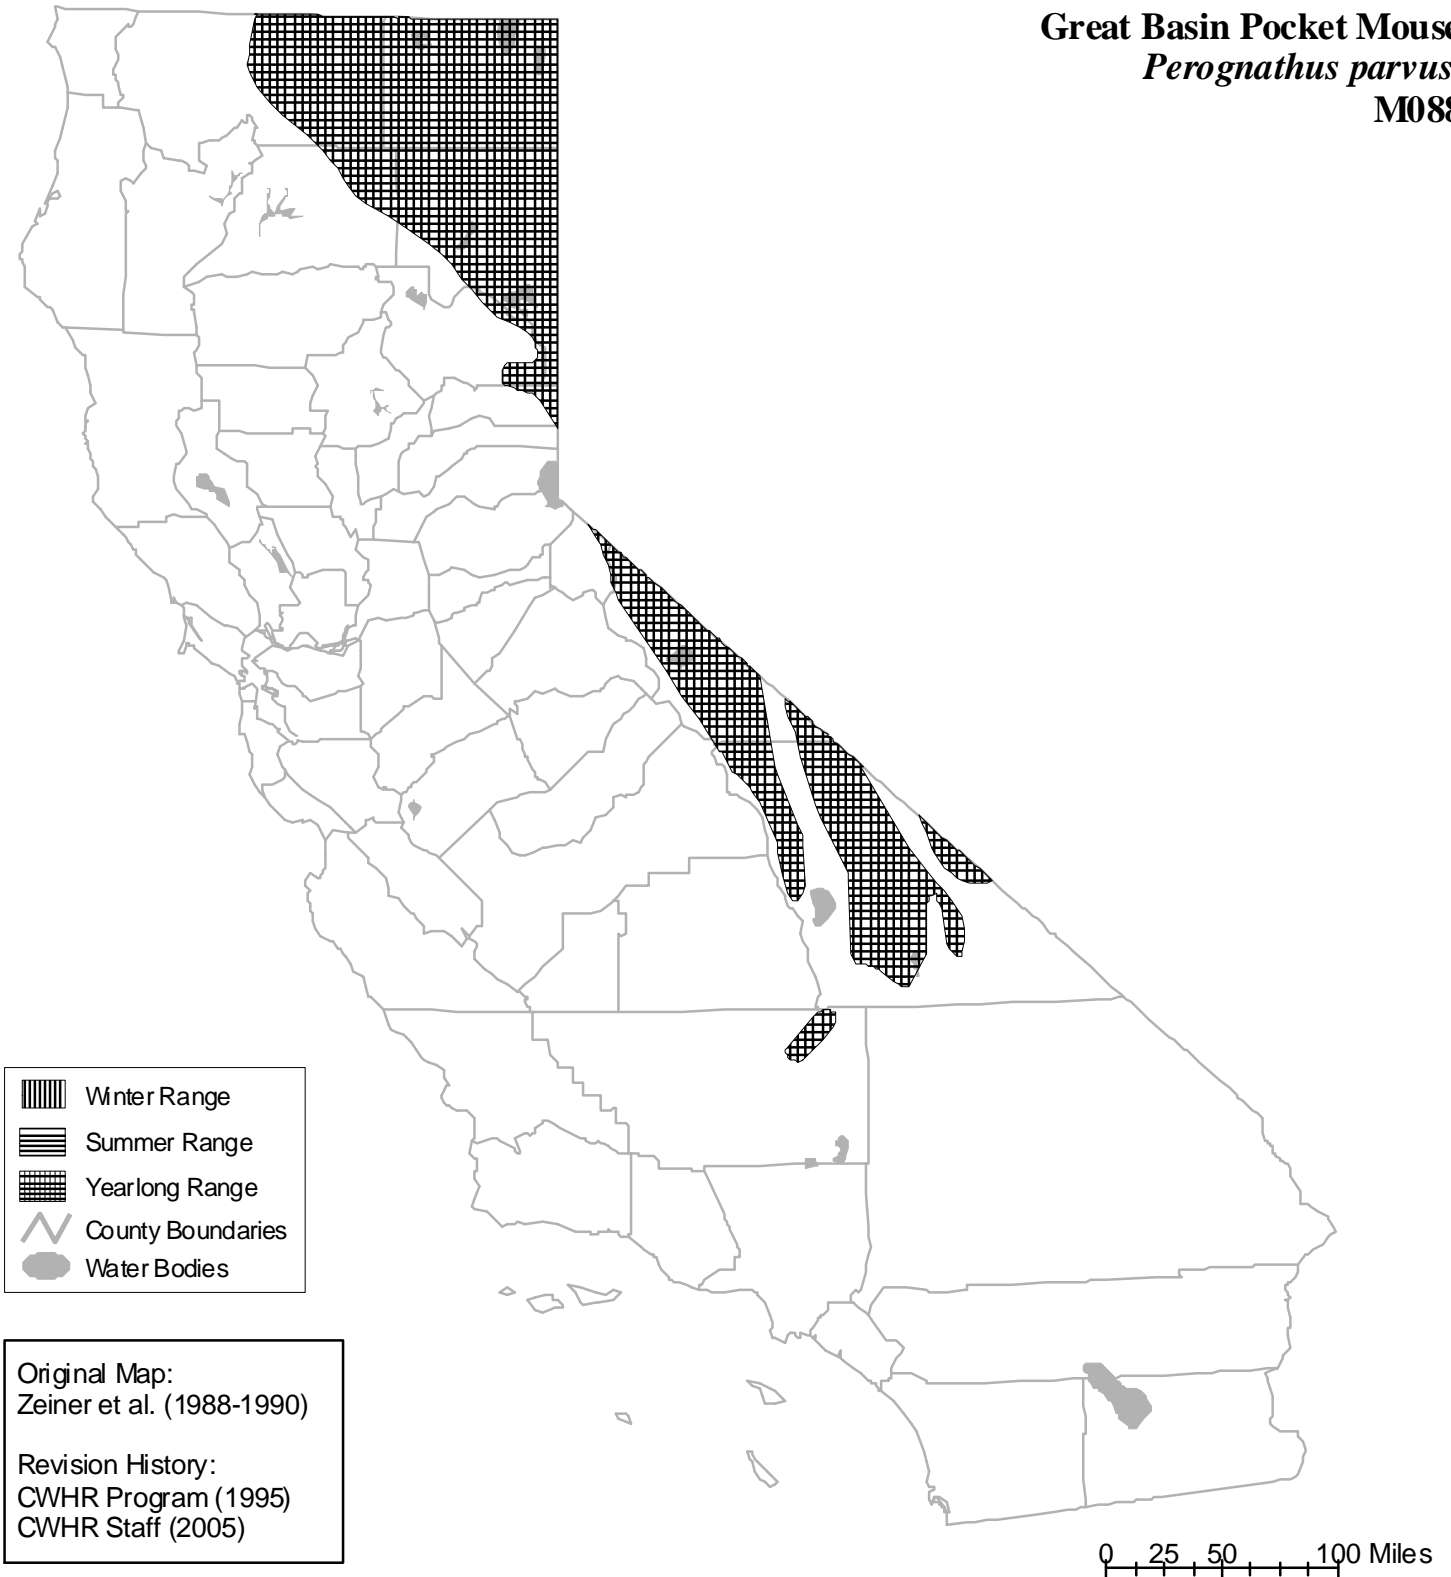 Great Basin Pocket Mouse
Perognathus parvus
M088
Winter Range
Summer Range
Yearlong Range
County Boundaries
Water Bodies
Original Map:
Zeiner et al. (1988-1990)
Revision History:
CWHR Program (1995)
CWHR Staff (2005)
0 25 50 100 Miles